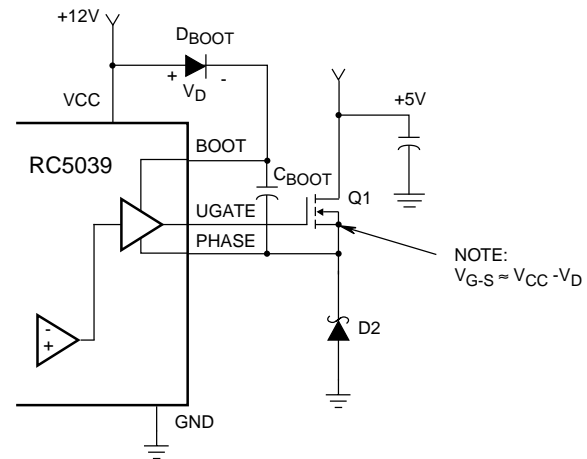 +12V
DBOOT
+ -
VD
VCC
+5V
BOOT
RC5039
CBOOT
Q1
UGATE
PHASE
NOTE:
VG-S ≈ VCC -VD
-
+
D2
GND